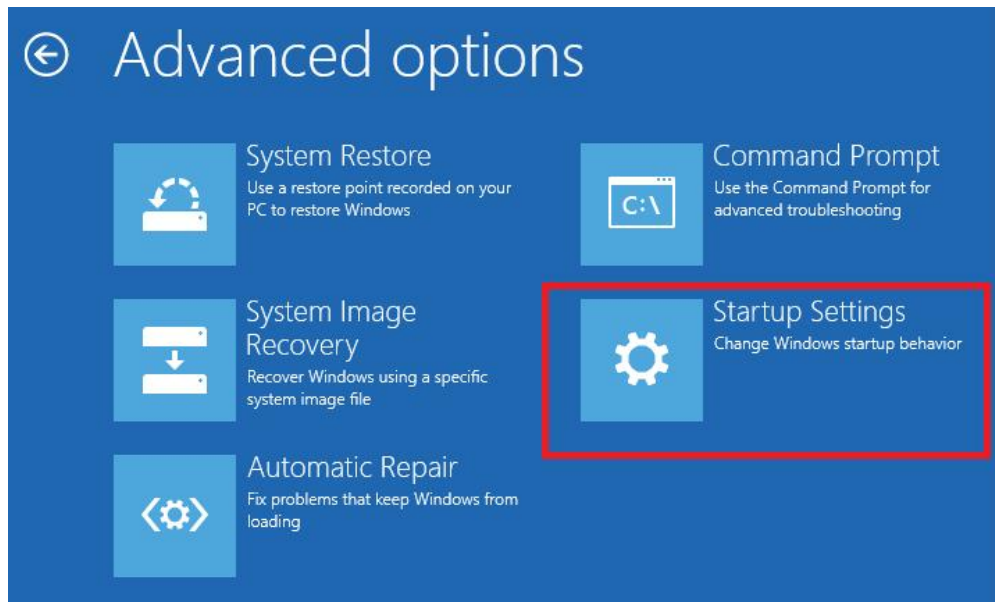 Advanced options
System Restore
Use a restore point recorded on your
PC to restore Windows
System Image
Recovery
Recover Windows using a specific
system image file
Automatic Repair
Fix problems that keep Windows from
loading
C:\
Command Prompt
Use the Command Prompt for
advanced troubleshooting
Startup Settings
Change Windows startup behavior